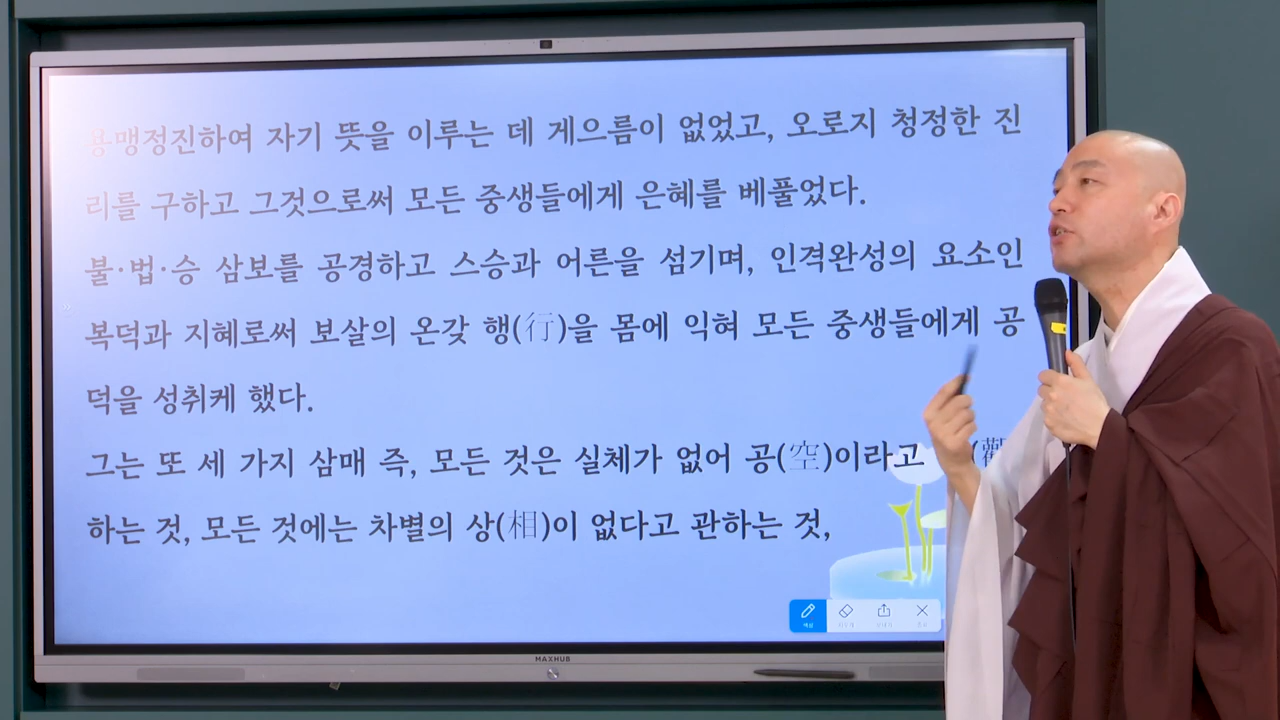 용맹정진하여 자기 뜻을 이루는 데 게으름이 없었고, 오로지 청정한 진
리를 구하고 그것으로써 모든 중생들에게 은혜를 베풀었다.
불·법·승 삼보를 공경하고 스승과 어른을 섬기며, 인격완성의 요소인
복덕과 지혜로써 보살의 온갖 행(行)을 몸에 익혀 모든 중생들에게 공
덕을 성취케 했다.
그는 또 세 가지 삼매 즉, 모든 것은 실체가 없어 공(空)이라고 (觀
하는 것, 모든 것에는 차별의 상(相)이 없다고 관하는 것,
MAXHUB